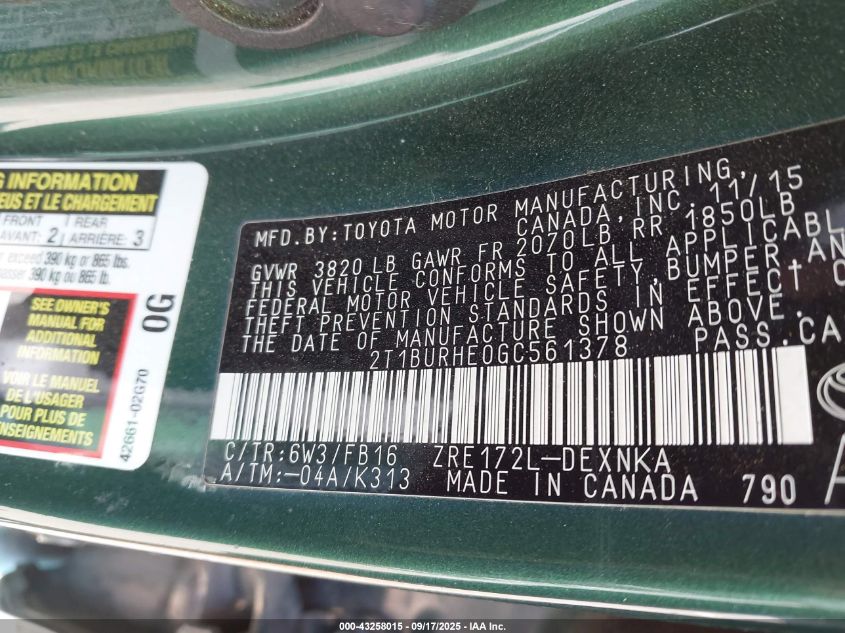 G INFORMATION
EUS ET LE CHARGEMENT
FRONT
AVANT: 2
REAR
ARRIÈRE: 3
exceed 390 kg or 865 lbs.
passer 390 kg ou 865 lb.
SEE OWNER'S
MANUAL FOR
ADDITIONAL
INFORMATION
VOIR LE MANUEL
DE L'USAGER
POUR PLUS DE
RENSEIGNEMENTS
0G
42661-02G70
MFD.BY:TOYOTA MOTOR MANUFACTURING,
CANADA,INC. 11/15
GVWR 3820 LB GAWR FR 2070LB RR 1850LB
THIS VEHICLE CONFORMS TO ALL APPLICABL
FEDERAL MOTOR VEHICLE SAFETY,BUMPER AN
THEFT PREVENTION STANDARDS IN EFFECT O
THE DATE OF MANUFACTURE SHOWN ABOVE.
2T1BURHE0GC561378 PASS.CA
C/TR:6W3/FB16 ZRE172L-DEXNKA
A/TM:-04A/K313 MADE IN CANADA 790 A
000-43258015 - 09/17/2025 - IAA Inc.